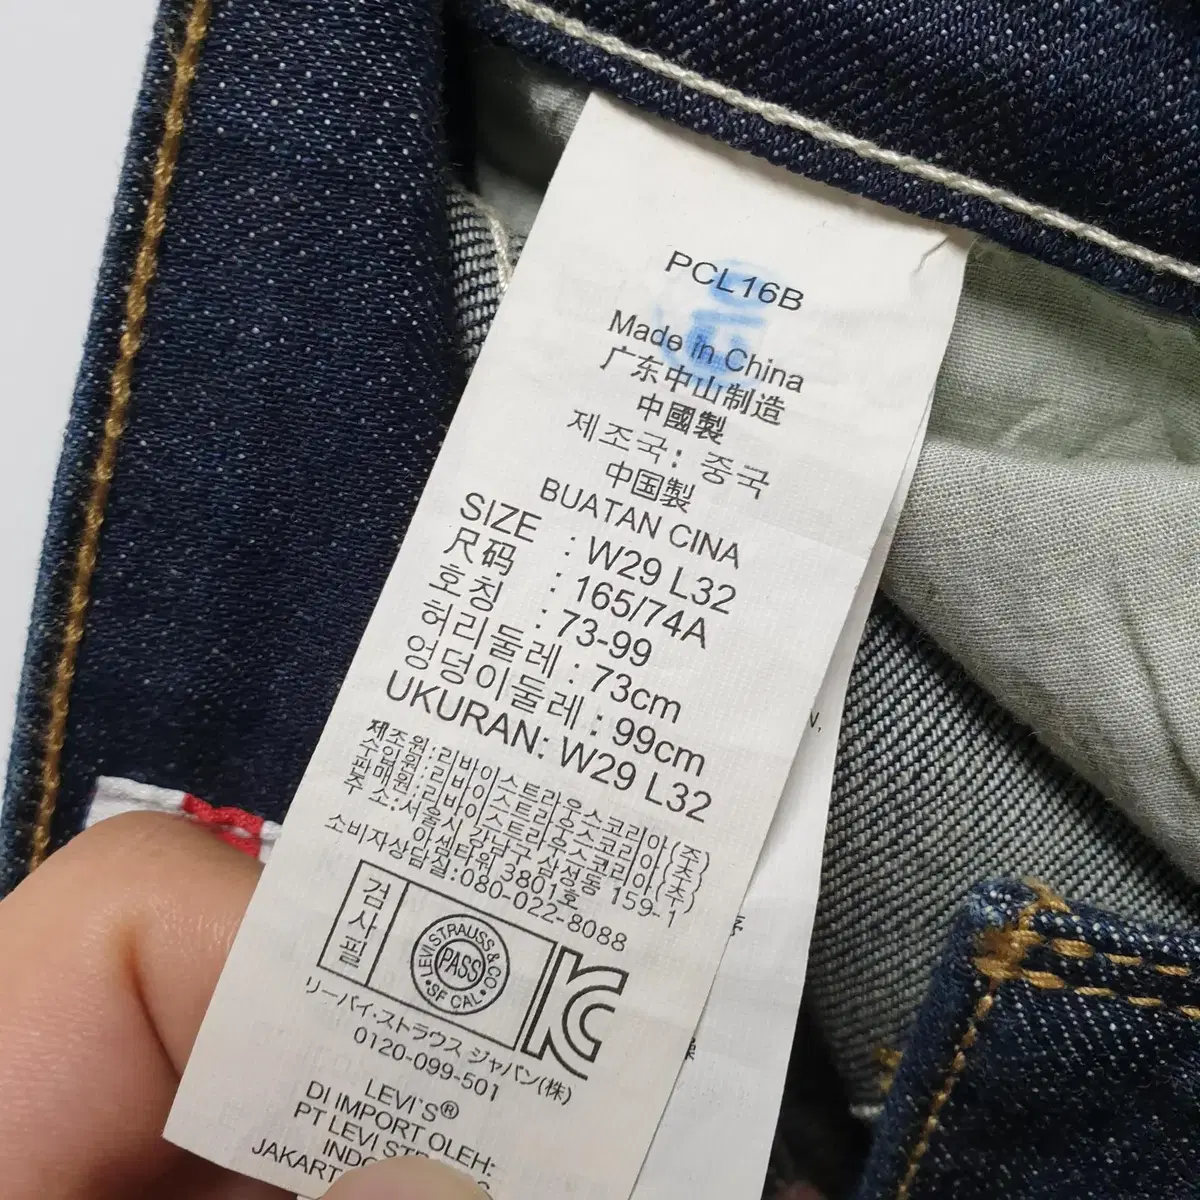 PCL16B
Made in China
广东中山制造
中國製
제조국: 중국
中国製
BUATAN CINA
SIZE : W29 L32
尺码 : 165/74A
호칭 : 73-99
허리둘레 : 73cm
엉덩이둘레 : 99cm
UKURAN: W29 L32
제조원:리바이스트라우스코리아(주)
수입원:리바이스트라우스코리아(주)
판매원:리바이스트라우스코리아(주)
주 소:서울시 강남구 삼성동 159-1
아셈타워 3801호
소비자상담실:080-022-8088
검사필
LEVI STRAUSS & CO
PASS
SF CAL
KC
リーバイ·ストラウス ジャパン(株)
0120-099-501
LEVI'S®
DI IMPORT OLEH:
PT LEVI